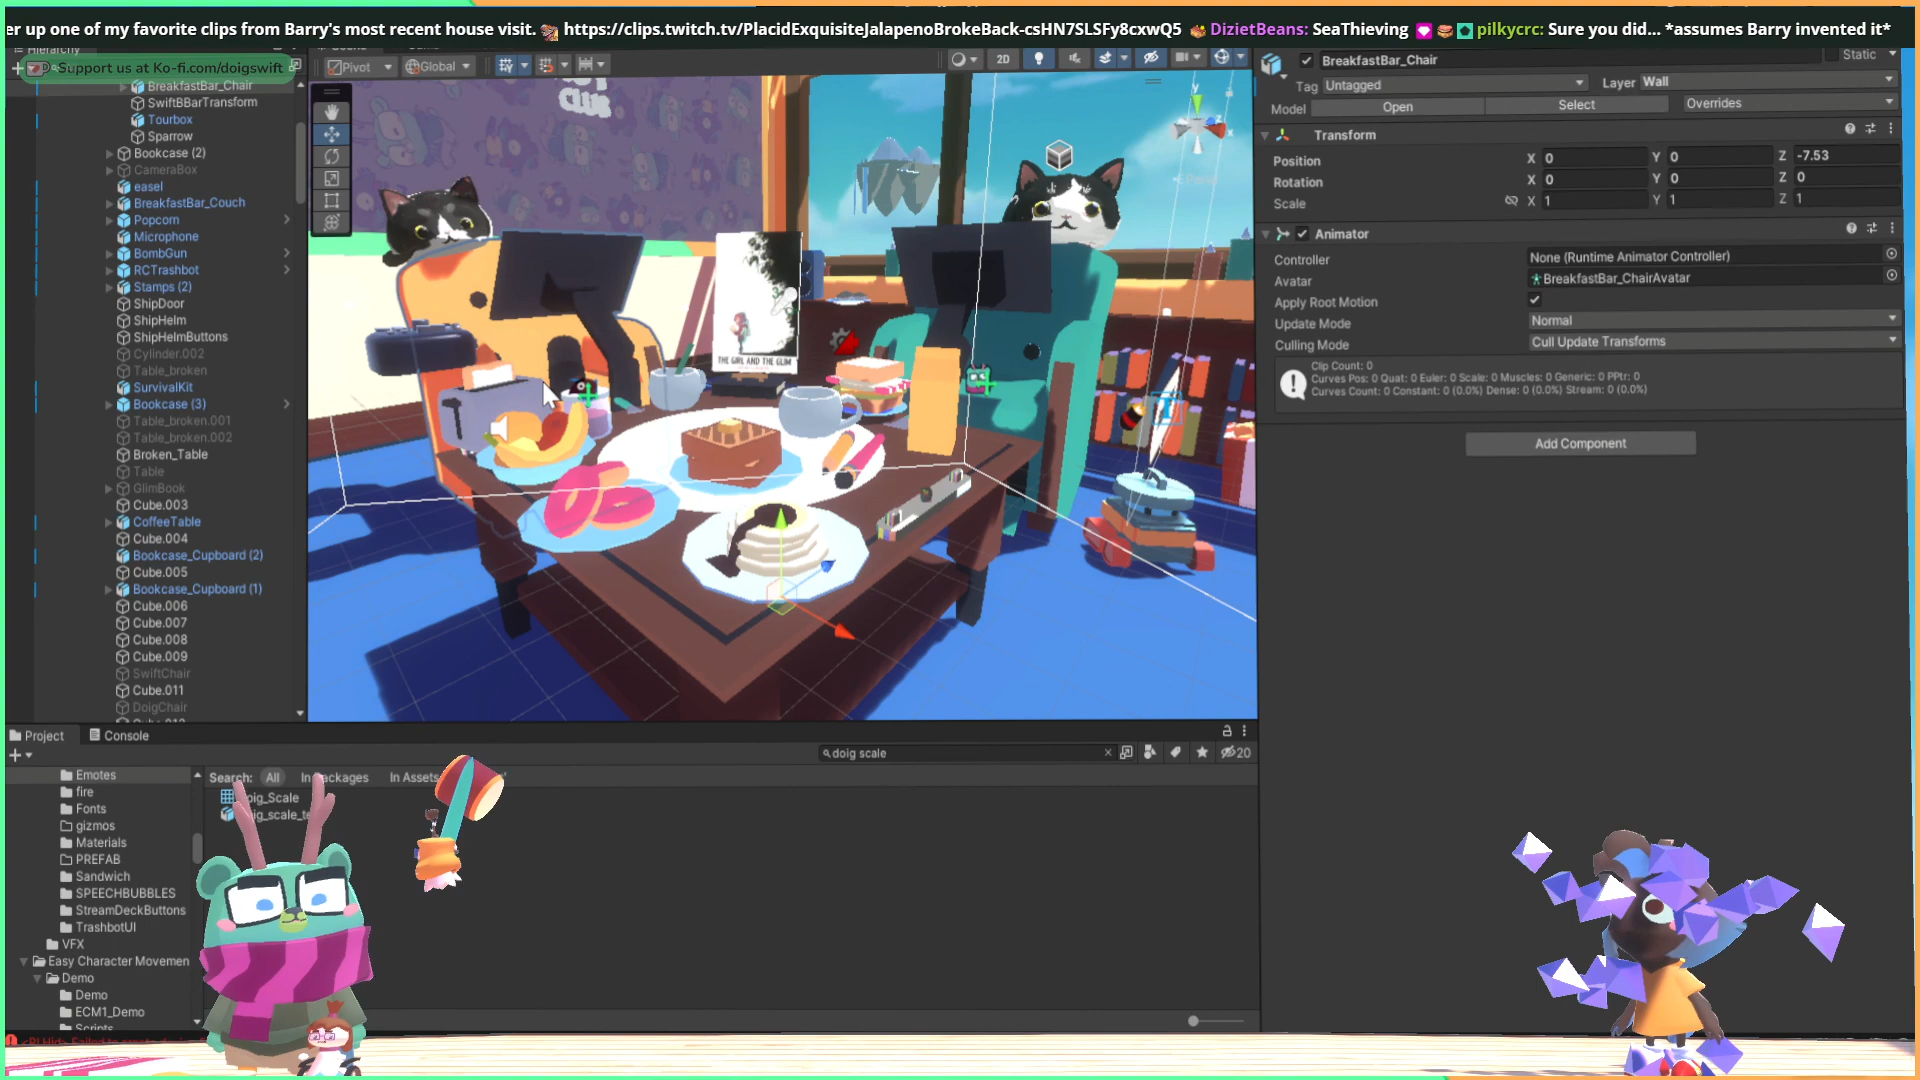 er up one of my favorite clips from Barry's most recent house visit. https://clips.twitch.tv/PlacidExquisiteJalapenoBrokeBack-csHN7SLSFy8cxwQ5 DizietBeans: SeaThieving pilkycrc: Sure you did... *assumes Barry invented it*
Hierarchy
Support us at Ko-fi.com/doigswift
BreakfastBar_Chair
SwiftBBarTransform
Tourbox
Sparrow
Bookcase (2)
CameraBox
easel
BreakfastBar_Couch
Popcorn
Microphone
BombGun
RCTrashbot
Stamps (2)
ShipDoor
ShipHelm
ShipHelmButtons
Cylinder.002
Table_broken
SurvivalKit
Bookcase (3)
Table_broken.001
Table_broken.002
Broken_Table
Table
GlimBook
Cube.003
CoffeeTable
Cube.004
Bookcase_Cupboard (2)
Cube.005
Bookcase_Cupboard (1)
Cube.006
Cube.007
Cube.008
Cube.009
SwiftChair
Cube.011
DoigChair
Pivot
Global
2D
CLUB
THE GIRL AND THE GLIM
y
x
BreakfastBar_Chair
Static
Tag Untagged
Layer Wall
Model Open Select Overrides
Transform
Position X 0 Y 0 Z -7.53
Rotation X 0 Y 0 Z 0
Scale X 1 Y 1 Z 1
Animator
Controller None (Runtime Animator Controller)
Avatar BreakfastBar_ChairAvatar
Apply Root Motion
Update Mode Normal
Culling Mode Cull Update Transforms
Clip Count: 0
Curves Pos: 0 Quat: 0 Euler: 0 Scale: 0 Muscles: 0 Generic: 0 PPtr: 0
Curves Count: 0 Constant: 0 (0.0%) Dense: 0 (0.0%) Stream: 0 (0.0%)
Add Component
Project
Console
doig scale
20
Search: All In Packages In Assets
Emotes
fire
Fonts
gizmos
Materials
PREFAB
Sandwich
SPEECHBUBBLES
StreamDeckButtons
TrashbotUI
VFX
Easy Character Movemen
Demo
Demo
ECM1_Demo
Scripts
oig_Scale
ig_scale_te